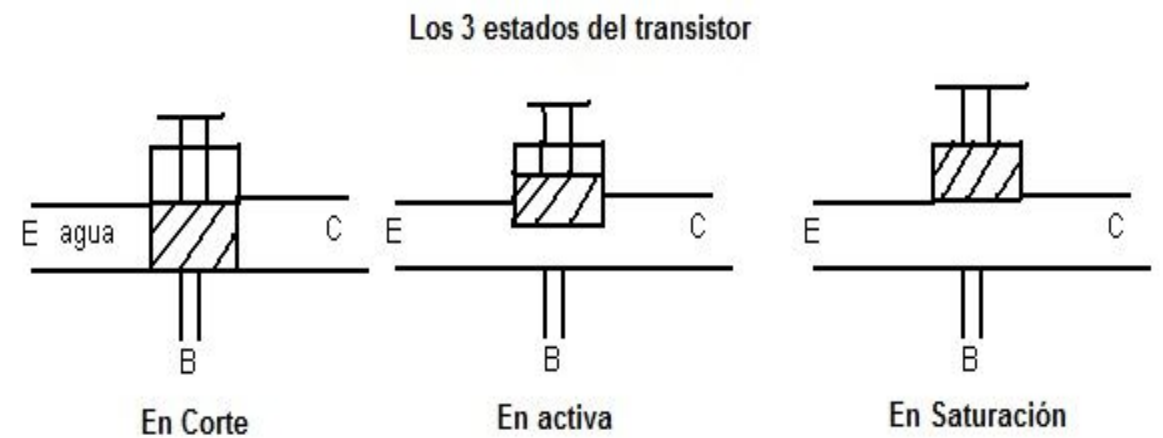 Los 3 estados del transistor
E agua C
B
En Corte
E C
B
En activa
E C
B
En Saturación